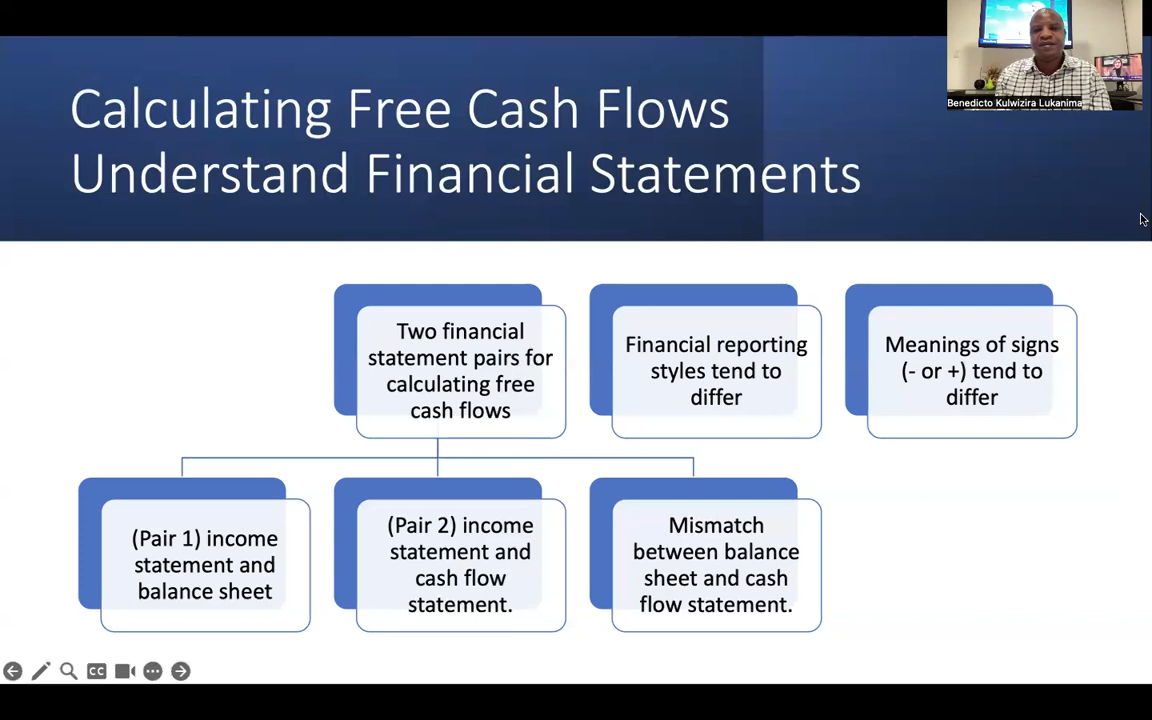 Benedicto Kulwizira Lukanima
Calculating Free Cash Flows
Understand Financial Statements
Two financial
statement pairs for
calculating free
cash flows
Financial reporting
styles tend to
differ
Meanings of signs
(- or +) tend to
differ
(Pair 1) income
statement and
balance sheet
(Pair 2) income
statement and
cash flow
statement.
Mismatch
between balance
sheet and cash
flow statement.
CC